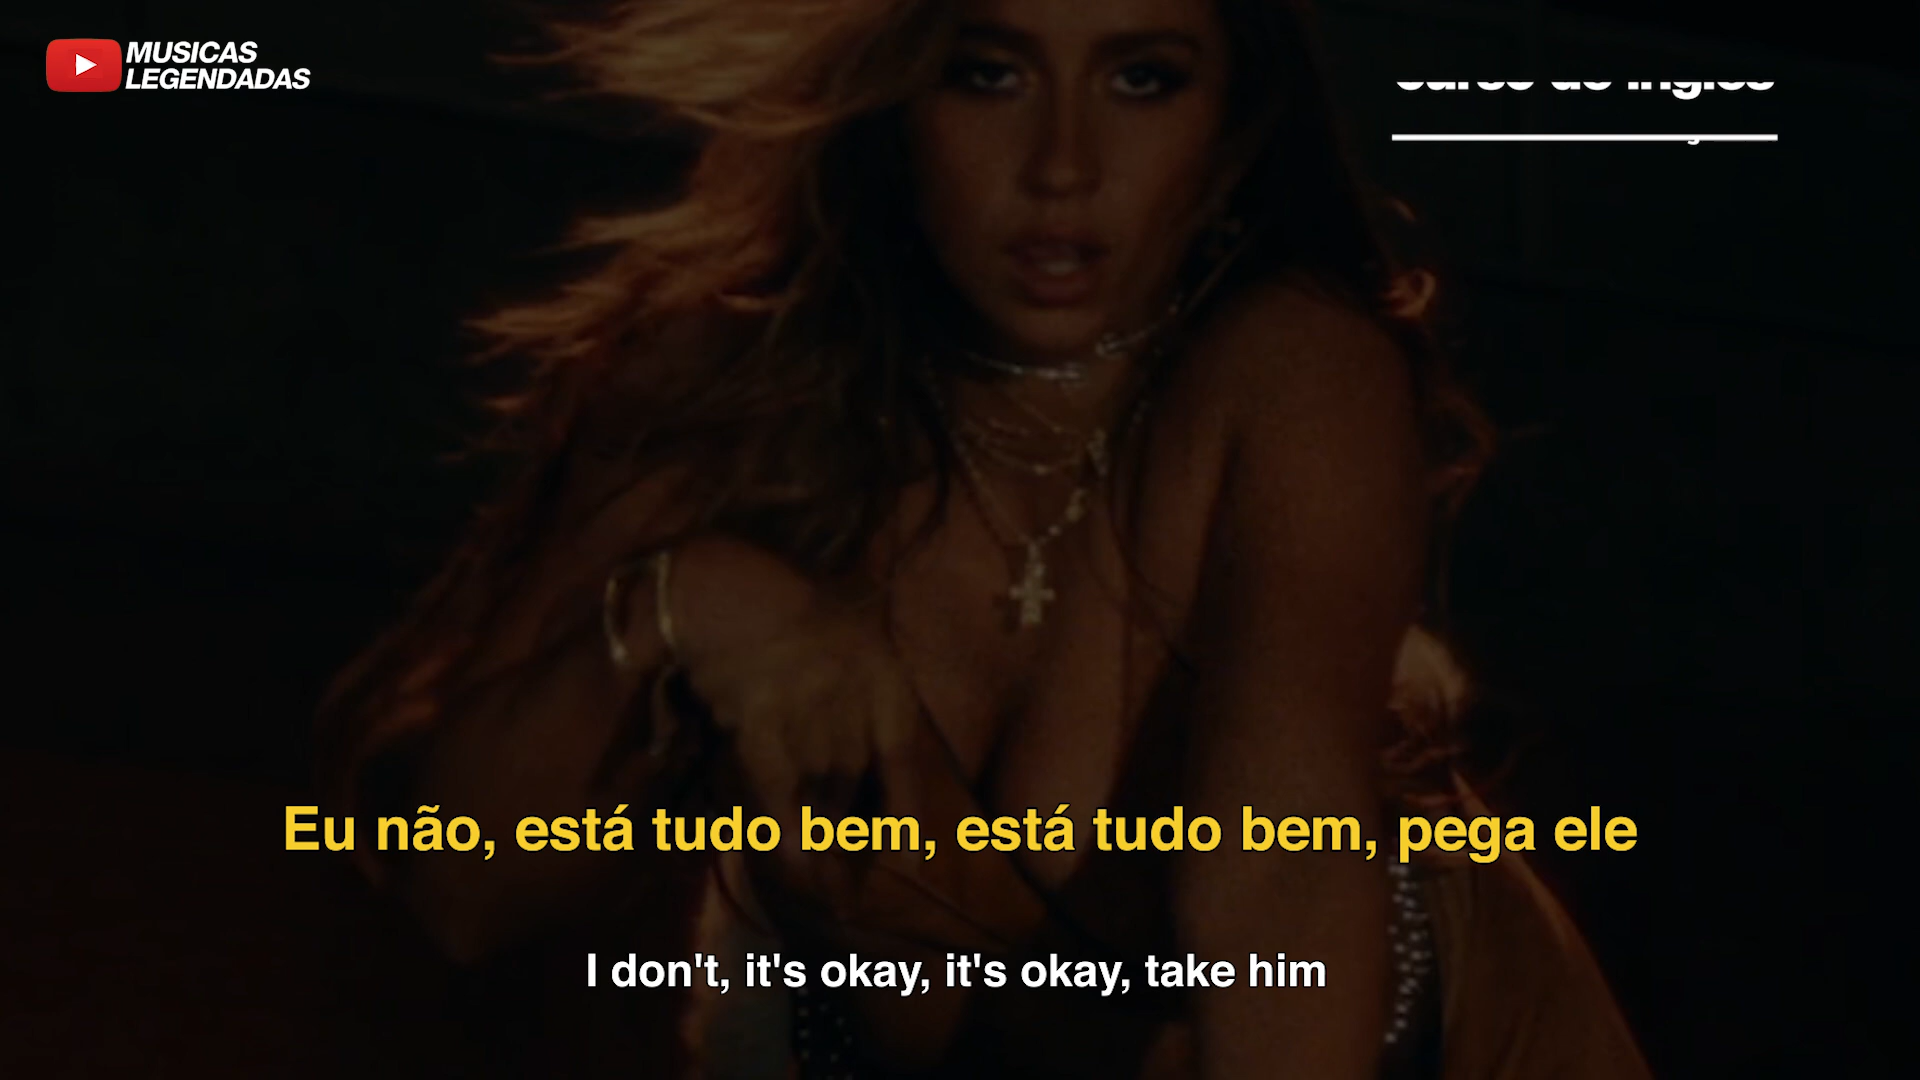 MUSICAS
LEGENDADAS
Eu não, está tudo bem, está tudo bem, pega ele
I don't, it's okay, it's okay, take him